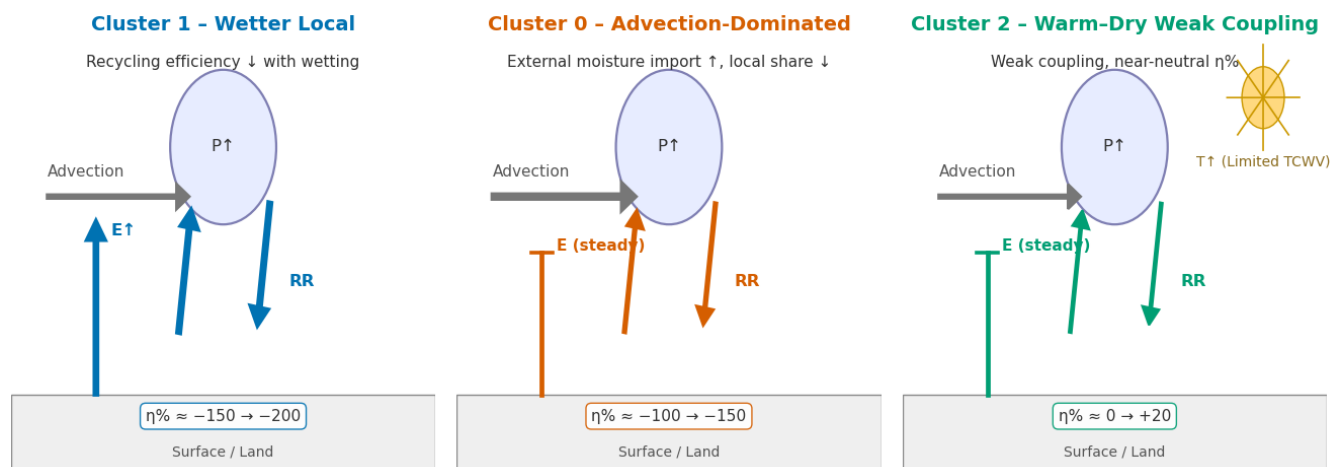 Cluster 1 – Wetter Local
Recycling efficiency ↓ with wetting
P↑
Advection
E↑
RR
η% ≈ −150 → −200
Surface / Land
Cluster 0 – Advection-Dominated
External moisture import ↑, local share ↓
P↑
Advection
E (steady)
RR
η% ≈ −100 → −150
Surface / Land
Cluster 2 – Warm–Dry Weak Coupling
Weak coupling, near-neutral η%
P↑
T↑ (Limited TCWV)
Advection
E (steady)
RR
η% ≈ 0 → +20
Surface / Land